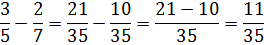 3/5 − 2/7 = 21/35 − 10/35 = (21 − 10)/35 = 11/35